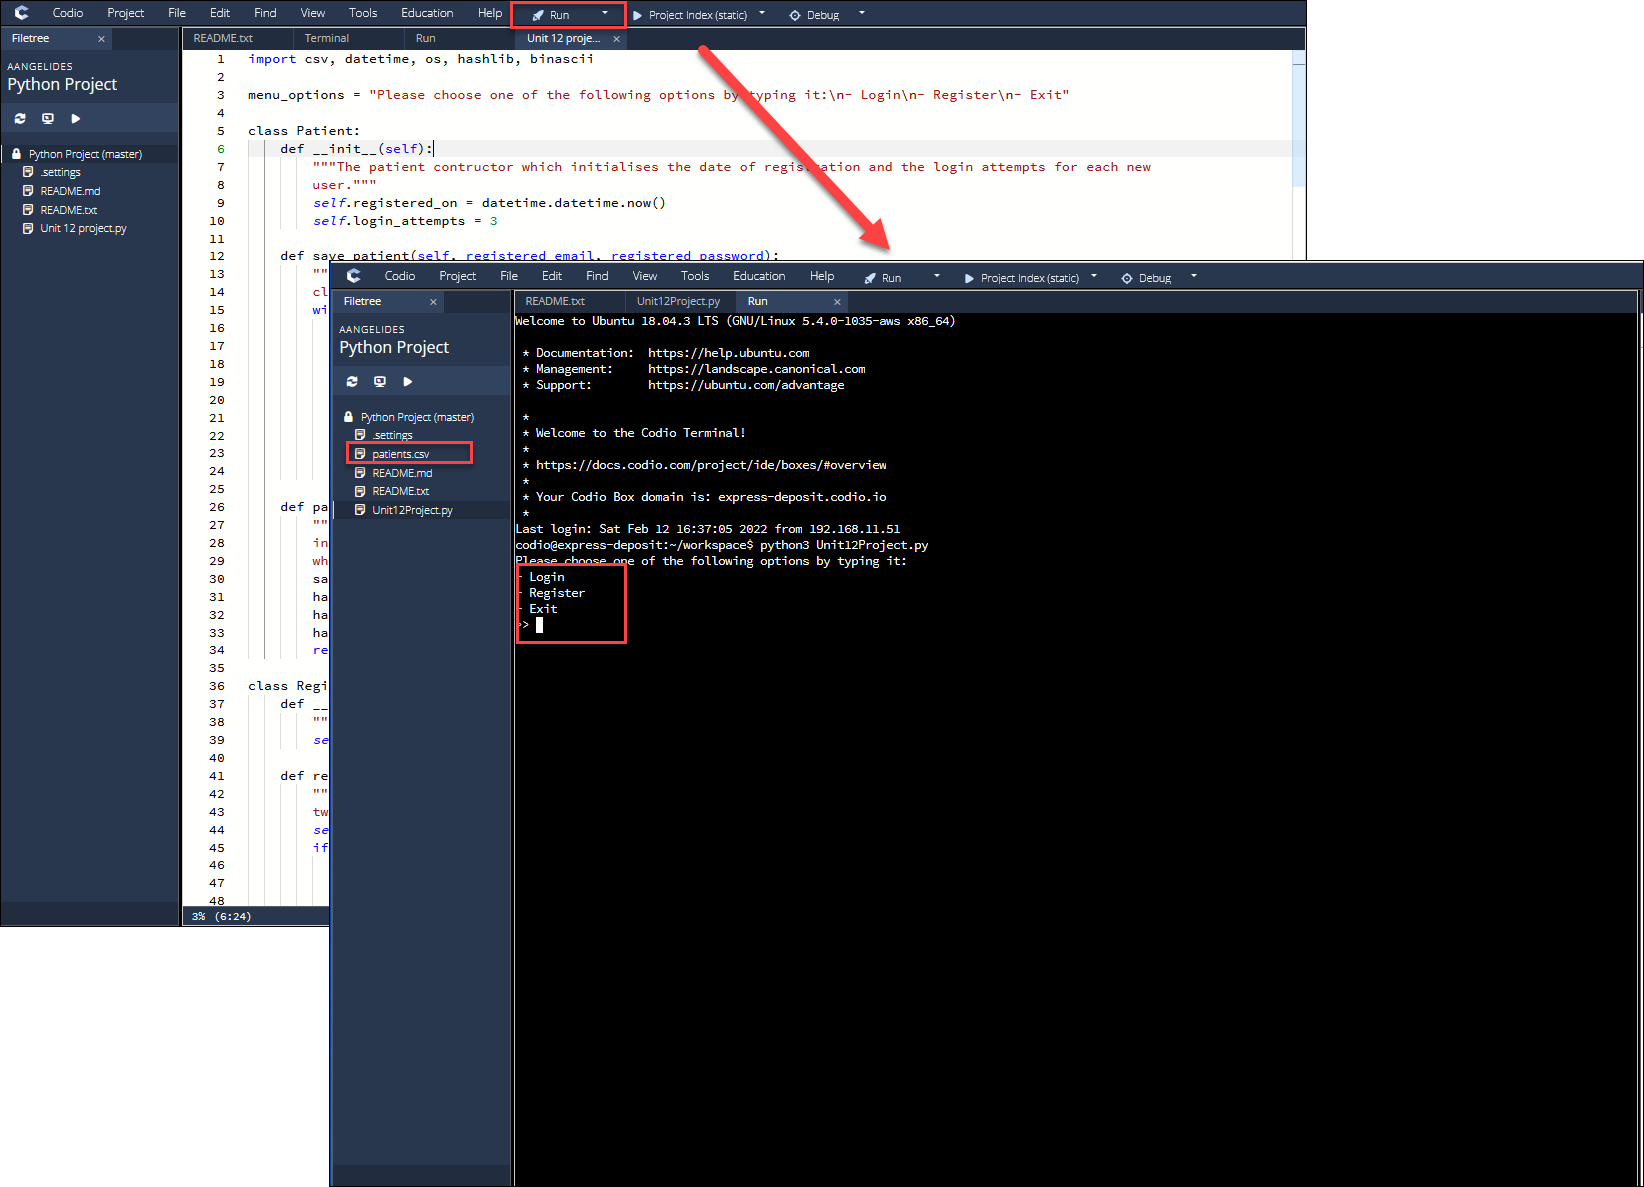 Codio Project File Edit Find View Tools Education Help Run Project Index (static) Debug
Filetree ×
README.txt Terminal Run Unit 12 proje... ×
AANGELIDES
Python Project
Python Project (master)
.settings
README.md
README.txt
Unit 12 project.py
1 import csv, datetime, os, hashlib, binascii
2
3 menu_options = "Please choose one of the following options by typing it:\n- Login\n- Register\n- Exit"
4
5 class Patient:
6 def __init__(self):
7 """The patient contructor which initialises the date of registration and the login attempts for each new
8 user."""
9 self.registered_on = datetime.datetime.now()
10 self.login_attempts = 3
11
12 def save_patient(self, registered_email, registered_password):
13 ""
14 cl
15 wi
16
17
18
19
20
21
22
23
24
25
26 def pa
27 ""
28 in
29 wh
30 sa
31 ha
32 ha
33 ha
34 re
35
36 class Regi
37 def __
38 ""
39 se
40
41 def re
42 ""
43 tw
44 se
45 if
46
47
48
3% (6:24)
Codio Project File Edit Find View Tools Education Help Run Project Index (static) Debug
Filetree ×
README.txt Unit12Project.py Run ×
AANGELIDES
Python Project
Python Project (master)
.settings
patients.csv
README.md
README.txt
Unit12Project.py
Welcome to Ubuntu 18.04.3 LTS (GNU/Linux 5.4.0-1035-aws x86_64)
* Documentation: https://help.ubuntu.com
* Management: https://landscape.canonical.com
* Support: https://ubuntu.com/advantage
*
* Welcome to the Codio Terminal!
*
* https://docs.codio.com/project/ide/boxes/#overview
*
* Your Codio Box domain is: express-deposit.codio.io
*
Last login: Sat Feb 12 16:37:05 2022 from 192.168.11.51
codio@express-deposit:~/workspace$ python3 Unit12Project.py
Please choose one of the following options by typing it:
- Login
- Register
- Exit
>>